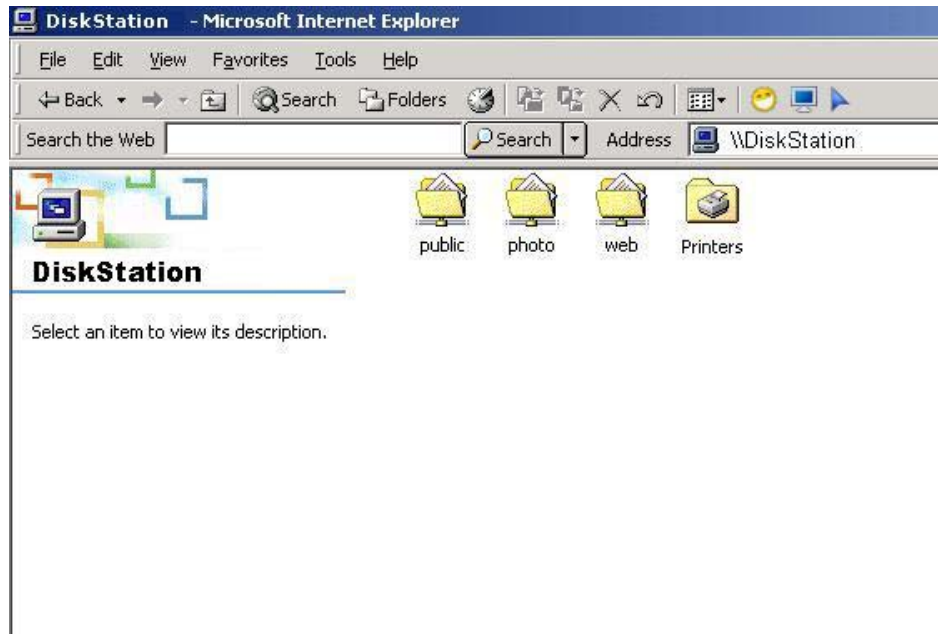 DiskStation - Microsoft Internet Explorer
File Edit View Favorites Tools Help
Back Search Folders
Search the Web Search Address \\DiskStation
public photo web Printers
DiskStation
Select an item to view its description.